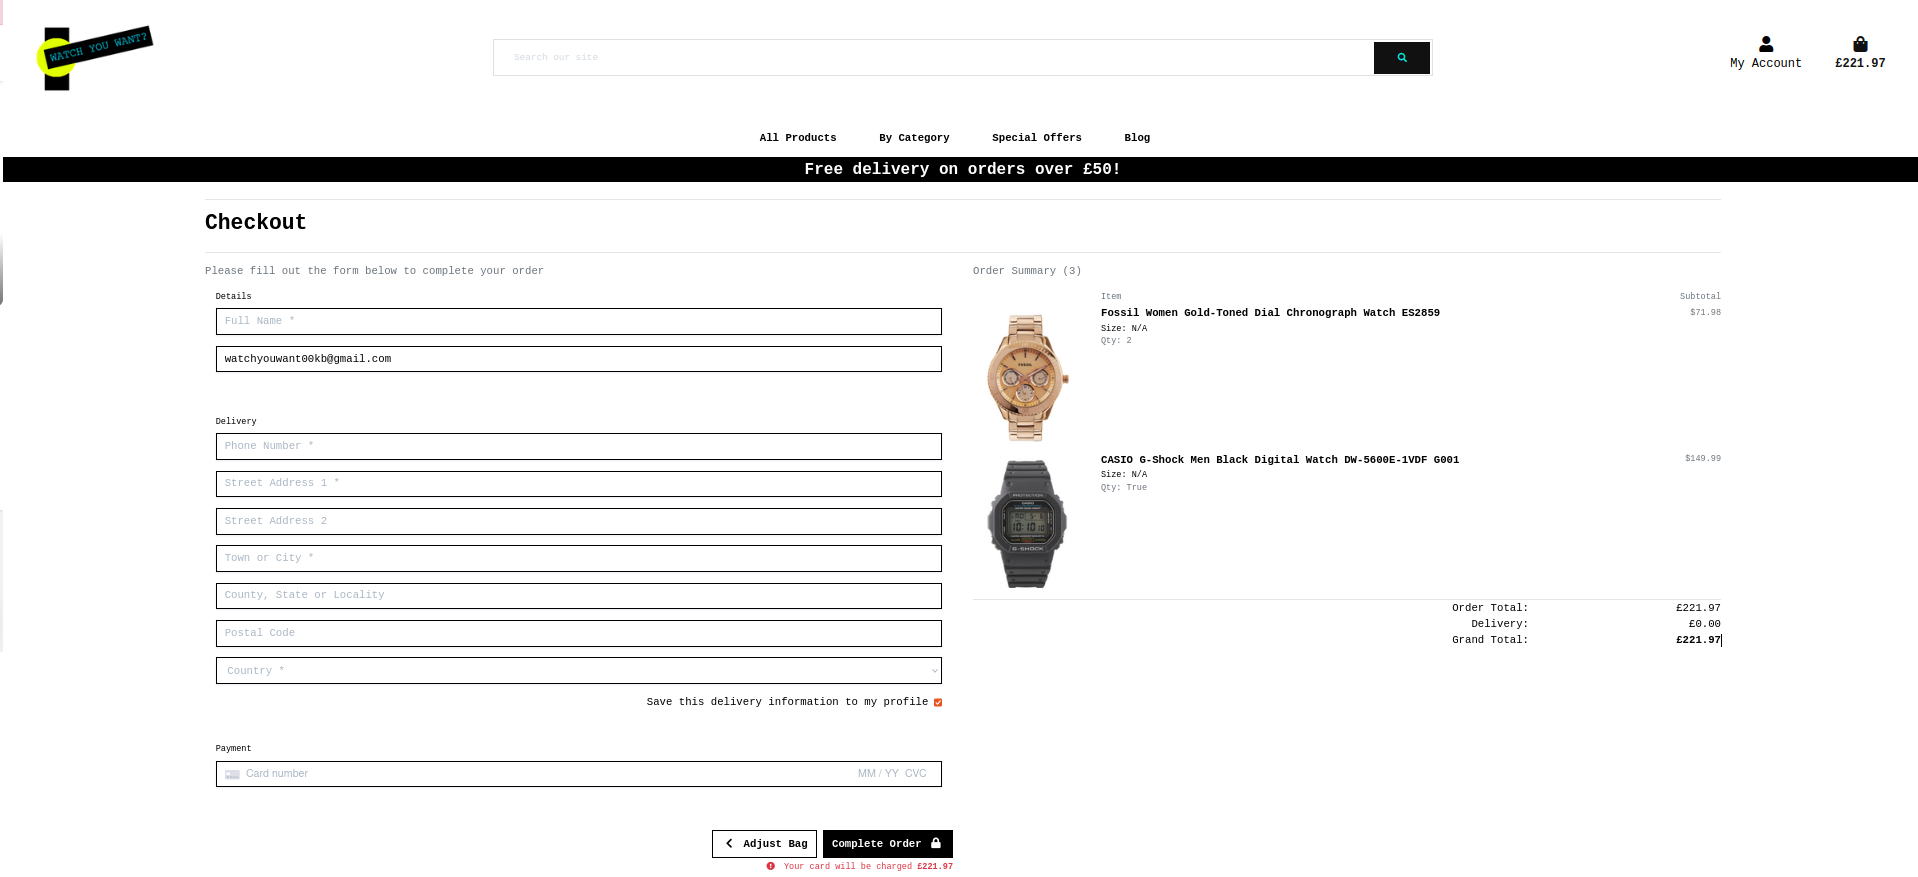 WATCH YOU WANT?
Search our site
My Account
£221.97
All Products By Category Special Offers Blog
Free delivery on orders over £50!
Checkout
Please fill out the form below to complete your order
Details
Full Name *
watchyouwant00kb@gmail.com
Delivery
Phone Number *
Street Address 1 *
Street Address 2
Town or City *
County, State or Locality
Postal Code
Country *
Save this delivery information to my profile
Payment
Card number MM / YY CVC
Adjust Bag Complete Order
Your card will be charged £221.97
Order Summary (3)
Item Subtotal
Fossil Women Gold-Toned Dial Chronograph Watch ES2859 $71.98
Size: N/A
Qty: 2
FOSSIL
CASIO G-Shock Men Black Digital Watch DW-5600E-1VDF G001 $149.99
Size: N/A
Qty: True
PROTECTION
CASIO
G-SHOCK
Order Total: £221.97
Delivery: £0.00
Grand Total: £221.97